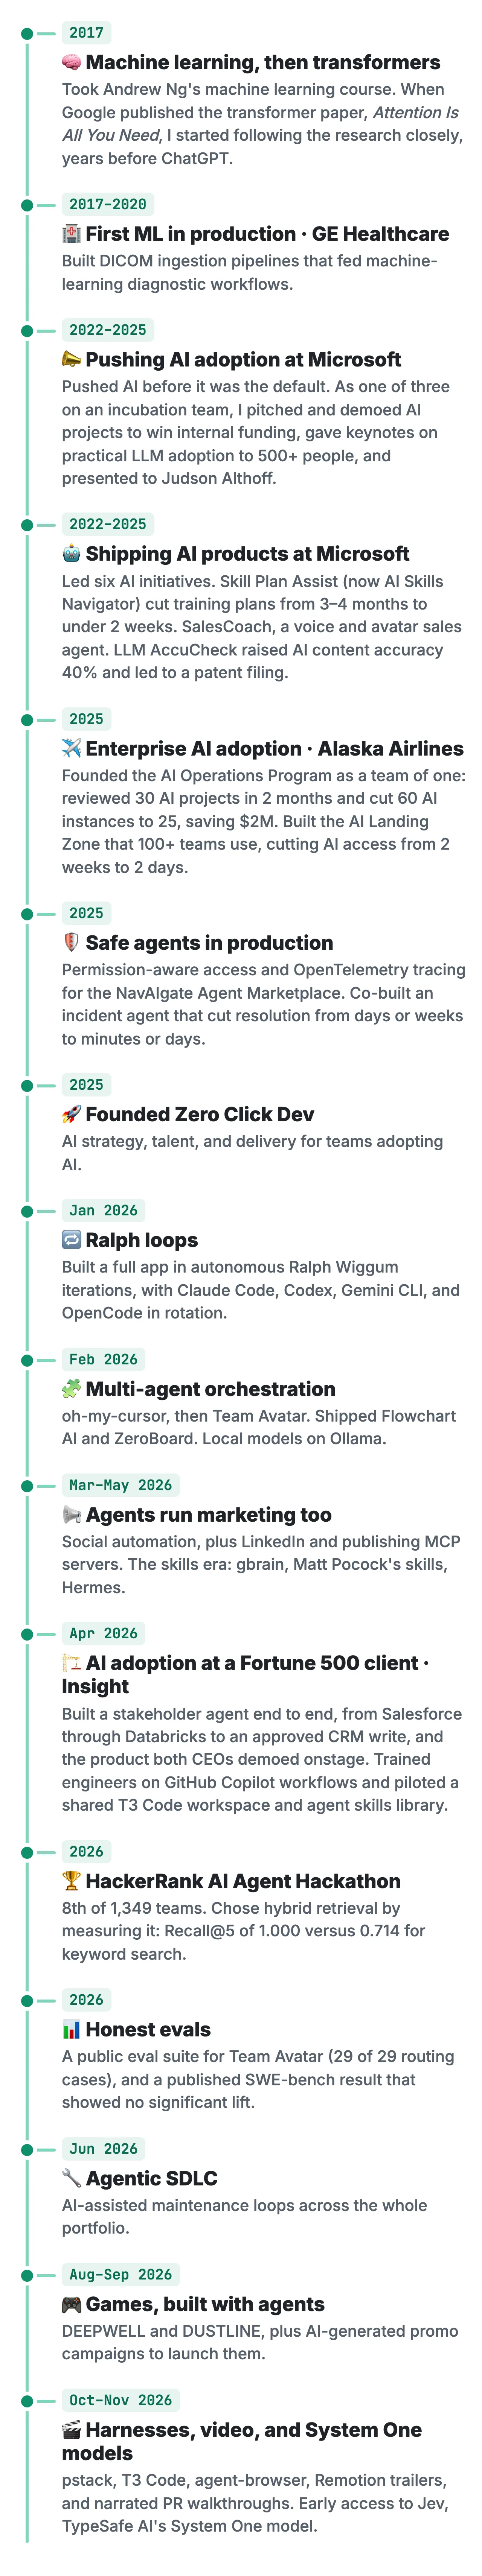 2017
🧠 Machine learning, then transformers
Took Andrew Ng's machine learning course. When
Google published the transformer paper, Attention Is
All You Need, I started following the research closely,
years before ChatGPT.
2017–2020
🏥 First ML in production · GE Healthcare
Built DICOM ingestion pipelines that fed machine-
learning diagnostic workflows.
2022–2025
📣 Pushing AI adoption at Microsoft
Pushed AI before it was the default. As one of three
on an incubation team, I pitched and demoed AI
projects to win internal funding, gave keynotes on
practical LLM adoption to 500+ people, and
presented to Judson Althoff.
2022–2025
🤖 Shipping AI products at Microsoft
Led six AI initiatives. Skill Plan Assist (now AI Skills
Navigator) cut training plans from 3–4 months to
under 2 weeks. SalesCoach, a voice and avatar sales
agent. LLM AccuCheck raised AI content accuracy
40% and led to a patent filing.
2025
✈️ Enterprise AI adoption · Alaska Airlines
Founded the AI Operations Program as a team of one:
reviewed 30 AI projects in 2 months and cut 60 AI
instances to 25, saving $2M. Built the AI Landing
Zone that 100+ teams use, cutting AI access from 2
weeks to 2 days.
2025
🛡️ Safe agents in production
Permission-aware access and OpenTelemetry tracing
for the NavAIgate Agent Marketplace. Co-built an
incident agent that cut resolution from days or weeks
to minutes or days.
2025
🚀 Founded Zero Click Dev
AI strategy, talent, and delivery for teams adopting
AI.
Jan 2026
🔁 Ralph loops
Built a full app in autonomous Ralph Wiggum
iterations, with Claude Code, Codex, Gemini CLI, and
OpenCode in rotation.
Feb 2026
🧩 Multi-agent orchestration
oh-my-cursor, then Team Avatar. Shipped Flowchart
AI and ZeroBoard. Local models on Ollama.
Mar–May 2026
📢 Agents run marketing too
Social automation, plus LinkedIn and publishing MCP
servers. The skills era: gbrain, Matt Pocock's skills,
Hermes.
Apr 2026
🏗️ AI adoption at a Fortune 500 client ·
Insight
Built a stakeholder agent end to end, from Salesforce
through Databricks to an approved CRM write, and
the product both CEOs demoed onstage. Trained
engineers on GitHub Copilot workflows and piloted a
shared T3 Code workspace and agent skills library.
2026
🏆 HackerRank AI Agent Hackathon
8th of 1,349 teams. Chose hybrid retrieval by
measuring it: Recall@5 of 1.000 versus 0.714 for
keyword search.
2026
📊 Honest evals
A public eval suite for Team Avatar (29 of 29 routing
cases), and a published SWE-bench result that
showed no significant lift.
Jun 2026
🔧 Agentic SDLC
AI-assisted maintenance loops across the whole
portfolio.
Aug–Sep 2026
🎮 Games, built with agents
DEEPWELL and DUSTLINE, plus AI-generated promo
campaigns to launch them.
Oct–Nov 2026
🎬 Harnesses, video, and System One
models
pstack, T3 Code, agent-browser, Remotion trailers,
and narrated PR walkthroughs. Early access to Jev,
TypeSafe AI's System One model.